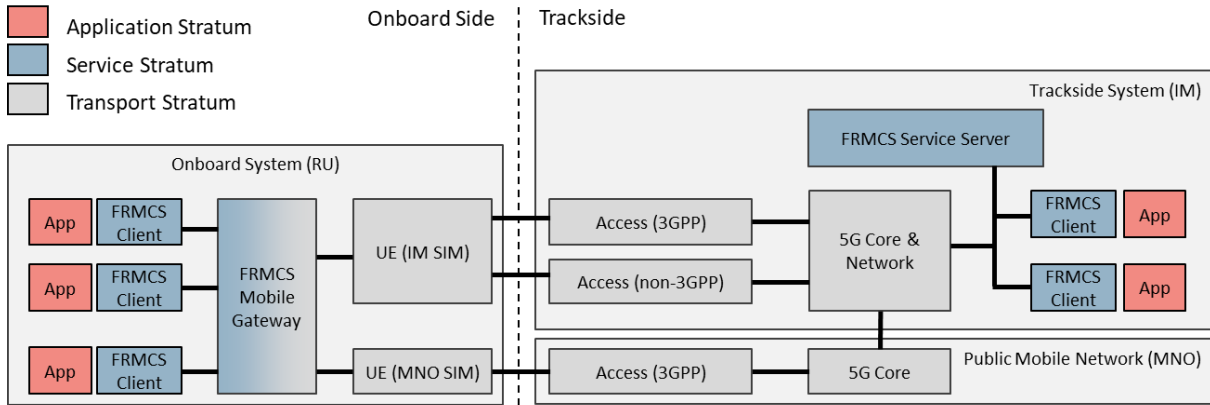 Application Stratum
Service Stratum
Transport Stratum
Onboard Side
Trackside
Onboard System (RU)
App
FRMCS
Client
App
FRMCS
Client
App
FRMCS
Client
FRMCS
Mobile
Gateway
UE (IM SIM)
UE (MNO SIM)
Trackside System (IM)
FRMCS Service Server
Access (3GPP)
Access (non-3GPP)
5G Core &
Network
FRMCS
Client
App
FRMCS
Client
App
Public Mobile Network (MNO)
Access (3GPP)
5G Core